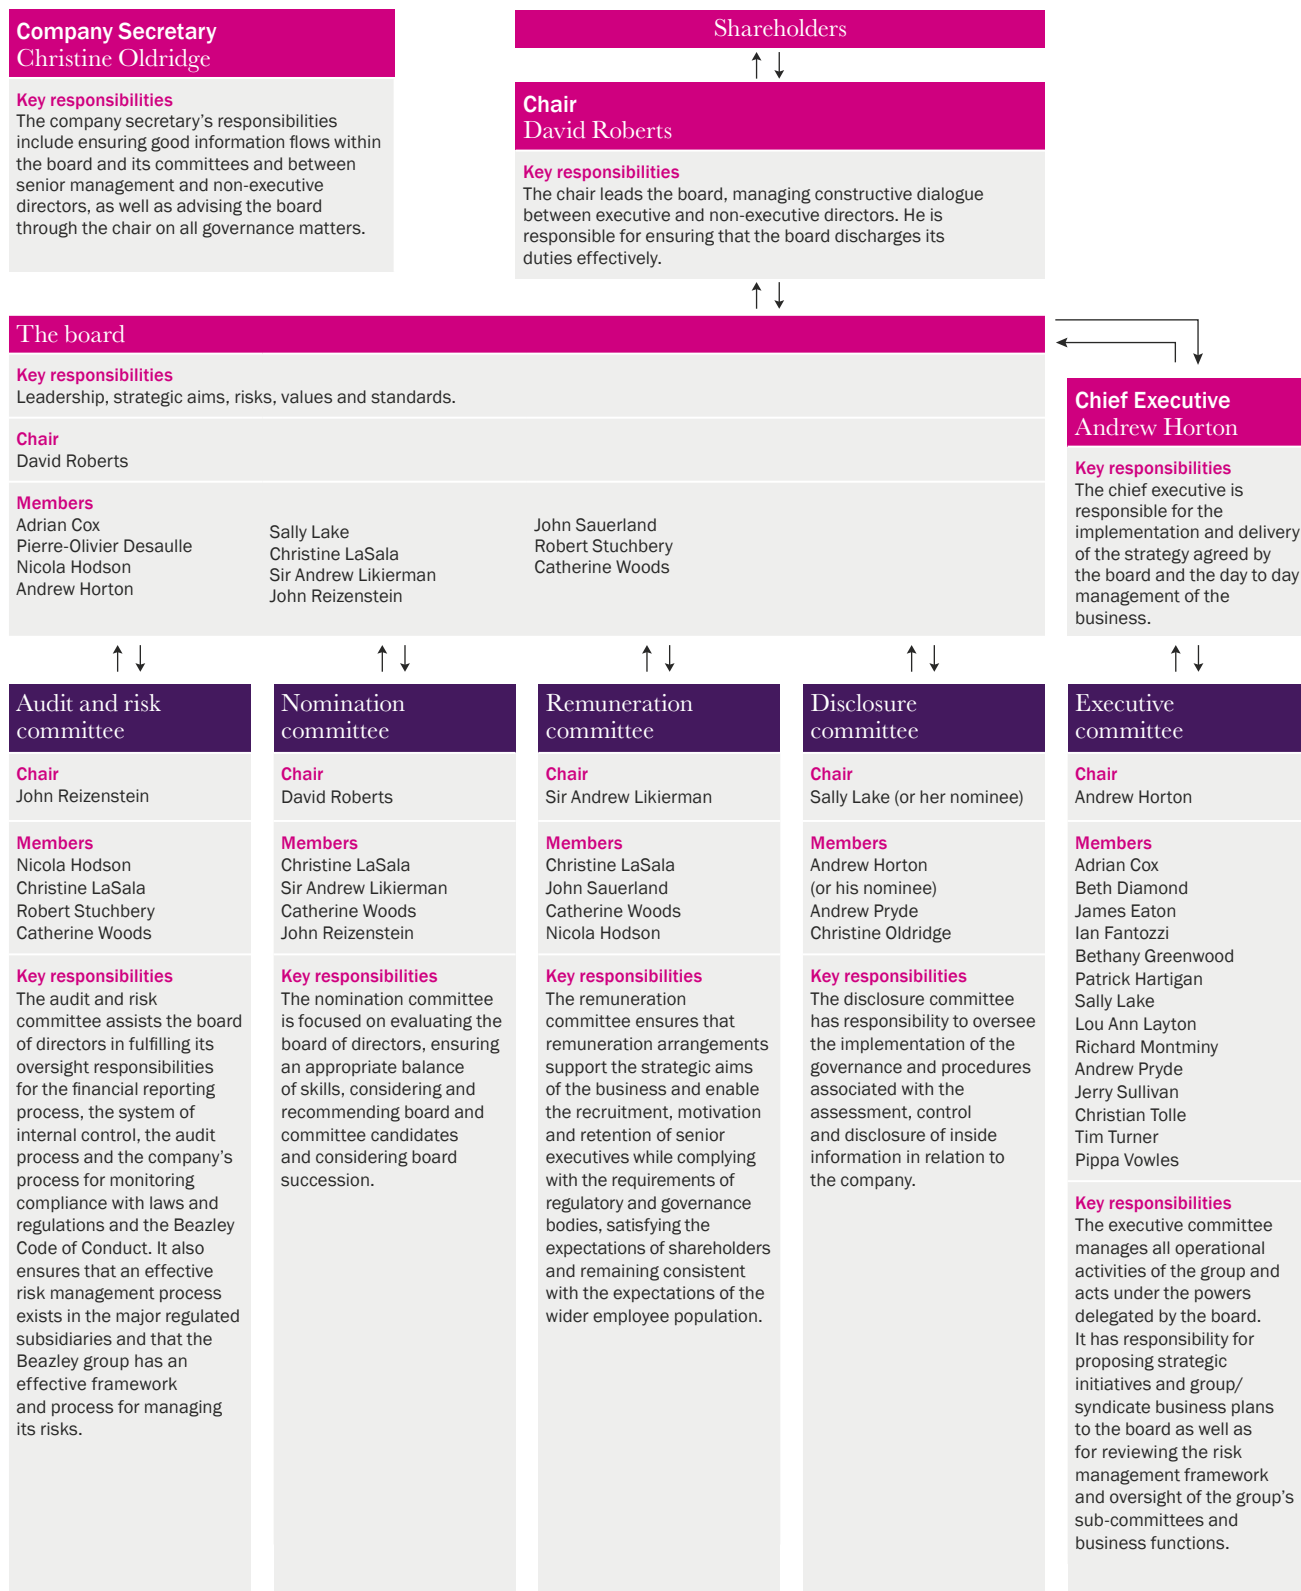 Company Secretary
Christine Oldridge
Key responsibilities
The company secretary's responsibilities
include ensuring good information flows within
the board and its committees and between
senior management and non-executive
directors, as well as advising the board
through the chair on all governance matters.
Shareholders
Chair
David Roberts
Key responsibilities
The chair leads the board, managing constructive dialogue
between executive and non-executive directors. He is
responsible for ensuring that the board discharges its
duties effectively.
The board
Key responsibilities
Leadership, strategic aims, risks, values and standards.
Chair
David Roberts
Members
Adrian Cox
Pierre-Olivier Desaulle
Nicola Hodson
Andrew Horton
Sally Lake
Christine LaSala
Sir Andrew Likierman
John Reizenstein
John Sauerland
Robert Stuchbery
Catherine Woods
Chief Executive
Andrew Horton
Key responsibilities
The chief executive is
responsible for the
implementation and delivery
of the strategy agreed by
the board and the day to day
management of the
business.
Audit and risk
committee
Chair
John Reizenstein
Members
Nicola Hodson
Christine LaSala
Robert Stuchbery
Catherine Woods
Key responsibilities
The audit and risk
committee assists the board
of directors in fulfilling its
oversight responsibilities
for the financial reporting
process, the system of
internal control, the audit
process and the company's
process for monitoring
compliance with laws and
regulations and the Beazley
Code of Conduct. It also
ensures that an effective
risk management process
exists in the major regulated
subsidiaries and that the
Beazley group has an
effective framework
and process for managing
its risks.
Nomination
committee
Chair
David Roberts
Members
Christine LaSala
Sir Andrew Likierman
Catherine Woods
John Reizenstein
Key responsibilities
The nomination committee
is focused on evaluating the
board of directors, ensuring
an appropriate balance
of skills, considering and
recommending board and
committee candidates
and considering board
succession.
Remuneration
committee
Chair
Sir Andrew Likierman
Members
Christine LaSala
John Sauerland
Catherine Woods
Nicola Hodson
Key responsibilities
The remuneration
committee ensures that
remuneration arrangements
support the strategic aims
of the business and enable
the recruitment, motivation
and retention of senior
executives while complying
with the requirements of
regulatory and governance
bodies, satisfying the
expectations of shareholders
and remaining consistent
with the expectations of the
wider employee population.
Disclosure
committee
Chair
Sally Lake (or her nominee)
Members
Andrew Horton
(or his nominee)
Andrew Pryde
Christine Oldridge
Key responsibilities
The disclosure committee
has responsibility to oversee
the implementation of the
governance and procedures
associated with the
assessment, control
and disclosure of inside
information in relation to
the company.
Executive
committee
Chair
Andrew Horton
Members
Adrian Cox
Beth Diamond
James Eaton
Ian Fantozzi
Bethany Greenwood
Patrick Hartigan
Sally Lake
Lou Ann Layton
Richard Montminy
Andrew Pryde
Jerry Sullivan
Christian Tolle
Tim Turner
Pippa Vowles
Key responsibilities
The executive committee
manages all operational
activities of the group and
acts under the powers
delegated by the board.
It has responsibility for
proposing strategic
initiatives and group/
syndicate business plans
to the board as well as
for reviewing the risk
management framework
and oversight of the group's
sub-committees and
business functions.